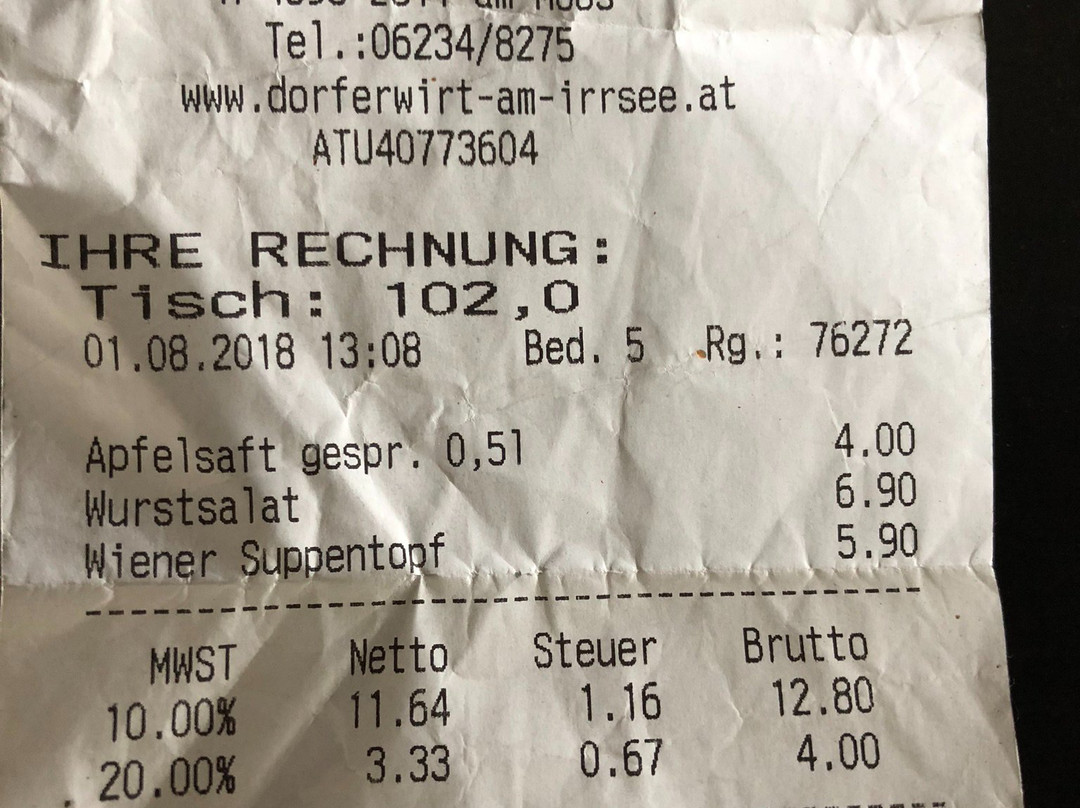 Tel.:06234/8275
www.dorferwirt-am-irrsee.at
ATU40773604
IHRE RECHNUNG:
Tisch: 102,0
01.08.2018 13:08 Bed. 5 Rg.: 76272
Apfelsaft gespr. 0,5l 4.00
Wurstsalat 6.90
Wiener Suppentopf 5.90
MWST Netto Steuer Brutto
10.00% 11.64 1.16 12.80
20.00% 3.33 0.67 4.00